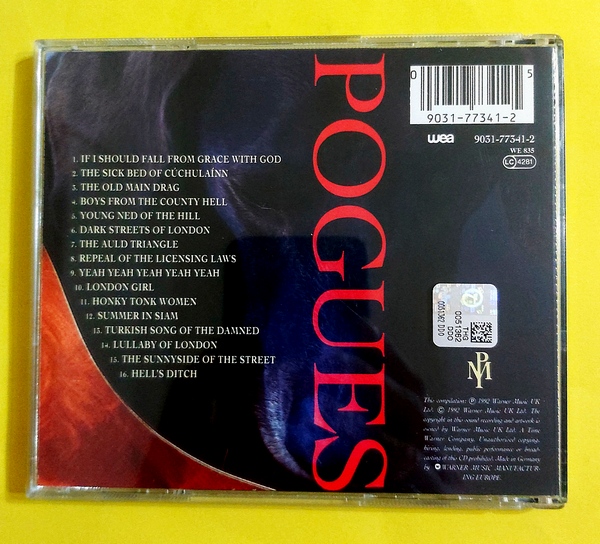 POGUES
1. IF I SHOULD FALL FROM GRACE WITH GOD
2. THE SICK BED OF CÚCHULAÍNN
3. THE OLD MAIN DRAG
4. BOYS FROM THE COUNTY HELL
5. YOUNG NED OF THE HILL
6. DARK STREETS OF LONDON
7. THE AULD TRIANGLE
8. REPEAL OF THE LICENSING LAWS
9. YEAH YEAH YEAH YEAH YEAH
10. LONDON GIRL
11. HONKY TONK WOMEN
12. SUMMER IN SIAM
13. TURKISH SONG OF THE DAMNED
14. LULLABY OF LONDON
15. THE SUNNYSIDE OF THE STREET
16. HELL'S DITCH
0 5
9031-77341-2
wea 9031-77341-2
WE 835
LC 4281
0051362 DDO
THG
DDO
0051362
PM
The compilation: Ⓟ 1992 Warner Music UK
Ltd. Ⓒ 1992 Warner Music UK Ltd. The
copyright in this sound recording and artwork is
owned by Warner Music UK Ltd. A Time
Warner Company. Unauthorised copying,
hiring, lending, public performance or broad-
casting of this CD prohibited. Made in Germany
by WARNER MUSIC MANUFACTUR-
ING EUROPE.